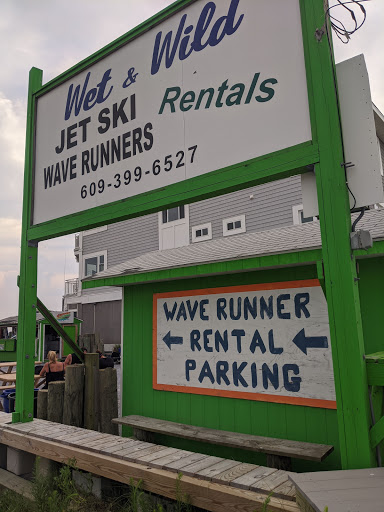 Wet & Wild
JET SKI Rentals
WAVE RUNNERS
609-399-6527
WAVE RUNNER
RENTAL
PARKING